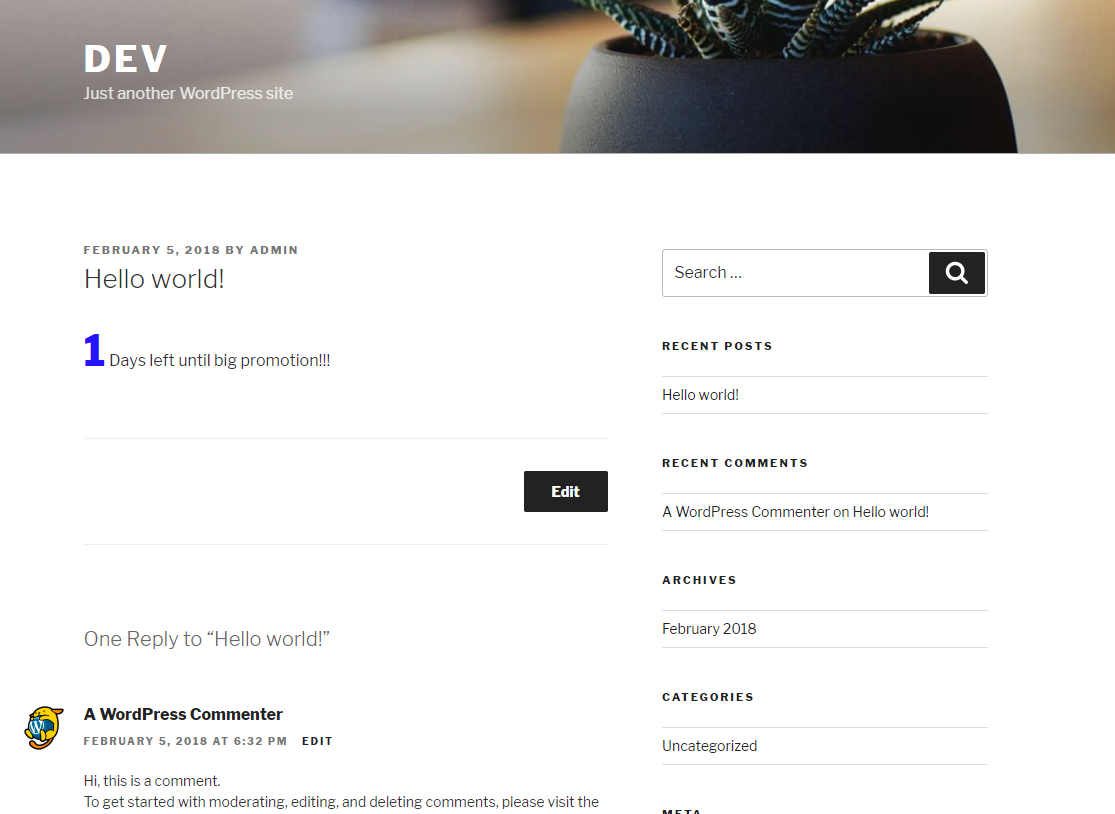 DEV
Just another WordPress site
FEBRUARY 5, 2018 BY ADMIN
Hello world!
1 Days left until big promotion!!!
Edit
One Reply to “Hello world!”
A WordPress Commenter
FEBRUARY 5, 2018 AT 6:32 PM EDIT
Hi, this is a comment.
To get started with moderating, editing, and deleting comments, please visit the
Search …
RECENT POSTS
Hello world!
RECENT COMMENTS
A WordPress Commenter on Hello world!
ARCHIVES
February 2018
CATEGORIES
Uncategorized
META